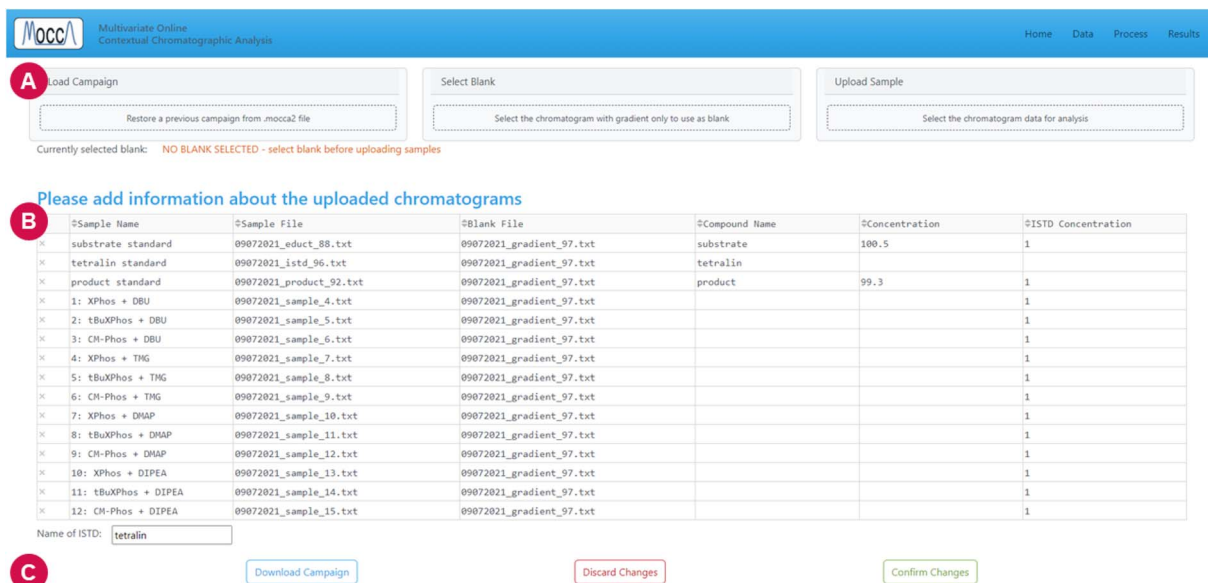 MOCCA
Multivariate Online
Contextual Chromatographic Analysis
Home Data Process Results
A
Load Campaign Select Blank Upload Sample
Restore a previous campaign from .mocca2 file Select the chromatogram with gradient only to use as blank Select the chromatogram data for analysis
Currently selected blank: NO BLANK SELECTED - select blank before uploading samples
Please add information about the uploaded chromatograms
B
Sample Name Sample File Blank File Compound Name Concentration ISTD Concentration
× substrate standard 09072021_educt_88.txt 09072021_gradient_97.txt substrate 100.5 1
× tetralin standard 09072021_istd_96.txt 09072021_gradient_97.txt tetralin
× product standard 09072021_product_92.txt 09072021_gradient_97.txt product 99.3 1
× 1: XPhos + DBU 09072021_sample_4.txt 09072021_gradient_97.txt 1
× 2: tBuXPhos + DBU 09072021_sample_5.txt 09072021_gradient_97.txt 1
× 3: CM-Phos + DBU 09072021_sample_6.txt 09072021_gradient_97.txt 1
× 4: XPhos + TMG 09072021_sample_7.txt 09072021_gradient_97.txt 1
× 5: tBuXPhos + TMG 09072021_sample_8.txt 09072021_gradient_97.txt 1
× 6: CM-Phos + TMG 09072021_sample_9.txt 09072021_gradient_97.txt 1
× 7: XPhos + DMAP 09072021_sample_10.txt 09072021_gradient_97.txt 1
× 8: tBuXPhos + DMAP 09072021_sample_11.txt 09072021_gradient_97.txt 1
× 9: CM-Phos + DMAP 09072021_sample_12.txt 09072021_gradient_97.txt 1
× 10: XPhos + DIPEA 09072021_sample_13.txt 09072021_gradient_97.txt 1
× 11: tBuXPhos + DIPEA 09072021_sample_14.txt 09072021_gradient_97.txt 1
× 12: CM-Phos + DIPEA 09072021_sample_15.txt 09072021_gradient_97.txt 1
Name of ISTD: tetralin
C
Download Campaign Discard Changes Confirm Changes